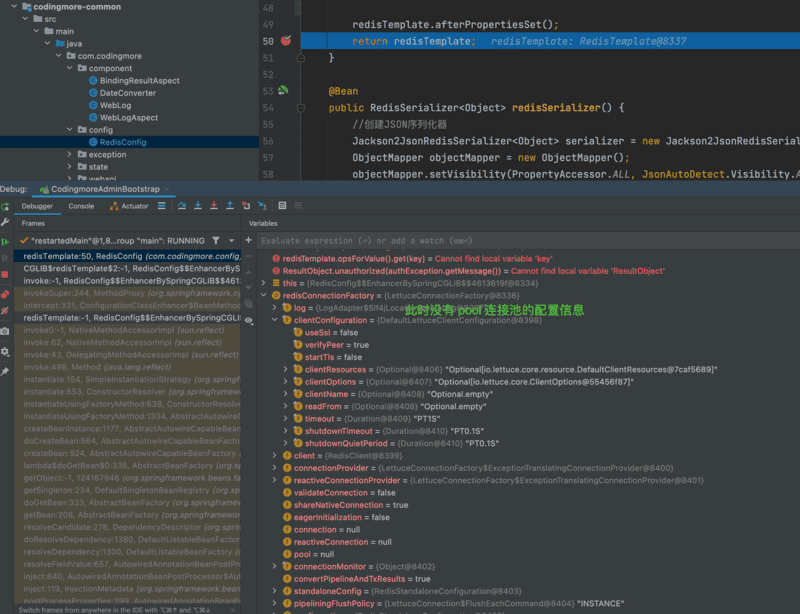 codingmore-common
src
main
java
com.codingmore
component
BindingResultAspect
DateConverter
WebLog
WebLogAspect
config
RedisConfig
exception
state
webapi
48
49 redisTemplate.afterPropertiesSet();
50 return redisTemplate; redisTemplate: RedisTemplate@8337
51 }
52
53 @Bean
54 public RedisSerializer<Object> redisSerializer() {
55 //创建JSON序列化器
56 Jackson2JsonRedisSerializer<Object> serializer = new Jackson2JsonRedisSerial
57 ObjectMapper objectMapper = new ObjectMapper();
58 objectMapper.setVisibility(PropertyAccessor.ALL, JsonAutoDetect.Visibility.A
Debug: CodingmoreAdminBootstrap
Debugger Console Actuator
Frames
"restartedMain"@1,8...roup "main": RUNNING
redisTemplate:50, RedisConfig (com.codingmore.config,
CGLIB$redisTemplate$2:-1, RedisConfig$$EnhancerBySp
invoke:-1, RedisConfig$$EnhancerBySpringCGLIB$$4613
invokeSuper:244, MethodProxy (org.springframework.cg
intercept:331, ConfigurationClassEnhancer$BeanMetho
redisTemplate:-1, RedisConfig$$EnhancerBySpringCGL
invoke0:-1, NativeMethodAccessorImpl (sun.reflect)
invoke:62, NativeMethodAccessorImpl (sun.reflect)
invoke:43, DelegatingMethodAccessorImpl (sun.reflect)
invoke:498, Method (java.lang.reflect)
instantiate:154, SimpleInstantiationStrategy (org.spring
instantiate:653, ConstructorResolver (org.springframew
instantiateUsingFactoryMethod:638, ConstructorResolve
instantiateUsingFactoryMethod:1334, AbstractAutowire
createBeanInstance:1177, AbstractAutowireCapableBean
doCreateBean:564, AbstractAutowireCapableBeanFacto
createBean:524, AbstractAutowireCapableBeanFactory
lambda$doGetBean$0:335, AbstractBeanFactory (org.s
getObject:-1, 124167946 (org.springframework.beans.fa
getSingleton:234, DefaultSingletonBeanRegistry (org.s
doGetBean:333, AbstractBeanFactory (org.springframew
getBean:208, AbstractBeanFactory (org.springframewo
resolveCandidate:276, DependencyDescriptor (org.spri
doResolveDependency:1380, DefaultListableBeanFactor
resolveDependency:1300, DefaultListableBeanFactory
resolveFieldValue:657, AutowiredAnnotationBeanPostPr
inject:640, AutowiredAnnotationBeanPostProcessor$Aut
inject:119, InjectionMetadata (org.springframework.bean
postProcessProperties:399, AutowiredAnnotationBeanP
Switch frames from anywhere in the IDE with ⌥⌘↑ and ⌥⌘↓
Variables
Evaluate expression (⏎) or add a watch (⌘⏎)
redisTemplate.opsForValue().get(key) = Cannot find local variable 'key'
ResultObject.unauthorized(authException.getMessage()) = Cannot find local variable 'ResultObject'
this = {RedisConfig$$EnhancerBySpringCGLIB$$4613619f@8334}
redisConnectionFactory = {LettuceConnectionFactory@8336}
log = {LogAdapter$Slf4jLocat
此时没有 pool 连接池的配置信息
clientConfiguration = {DefaultLettuceClientConfiguration@8398}
useSsl = false
verifyPeer = true
startTls = false
clientResources = {Optional@8406} "Optional[io.lettuce.core.resource.DefaultClientResources@7caf5689]"
clientOptions = {Optional@8407} "Optional[io.lettuce.core.ClientOptions@55456f87]"
clientName = {Optional@8408} "Optional.empty"
readFrom = {Optional@8408} "Optional.empty"
timeout = {Duration@8409} "PT1S"
shutdownTimeout = {Duration@8410} "PT0.1S"
shutdownQuietPeriod = {Duration@8410} "PT0.1S"
client = {RedisClient@8399}
connectionProvider = {LettuceConnectionFactory$ExceptionTranslatingConnectionProvider@8400}
reactiveConnectionProvider = {LettuceConnectionFactory$ExceptionTranslatingConnectionProvider@8401}
validateConnection = false
shareNativeConnection = true
eagerInitialization = false
connection = null
reactiveConnection = null
pool = null
connectionMonitor = {Object@8402}
convertPipelineAndTxResults = true
standaloneConfig = {RedisStandaloneConfiguration@8403}
pipeliningFlushPolicy = {LettuceConnection$FlushEachCommand@8404} "INSTANCE"